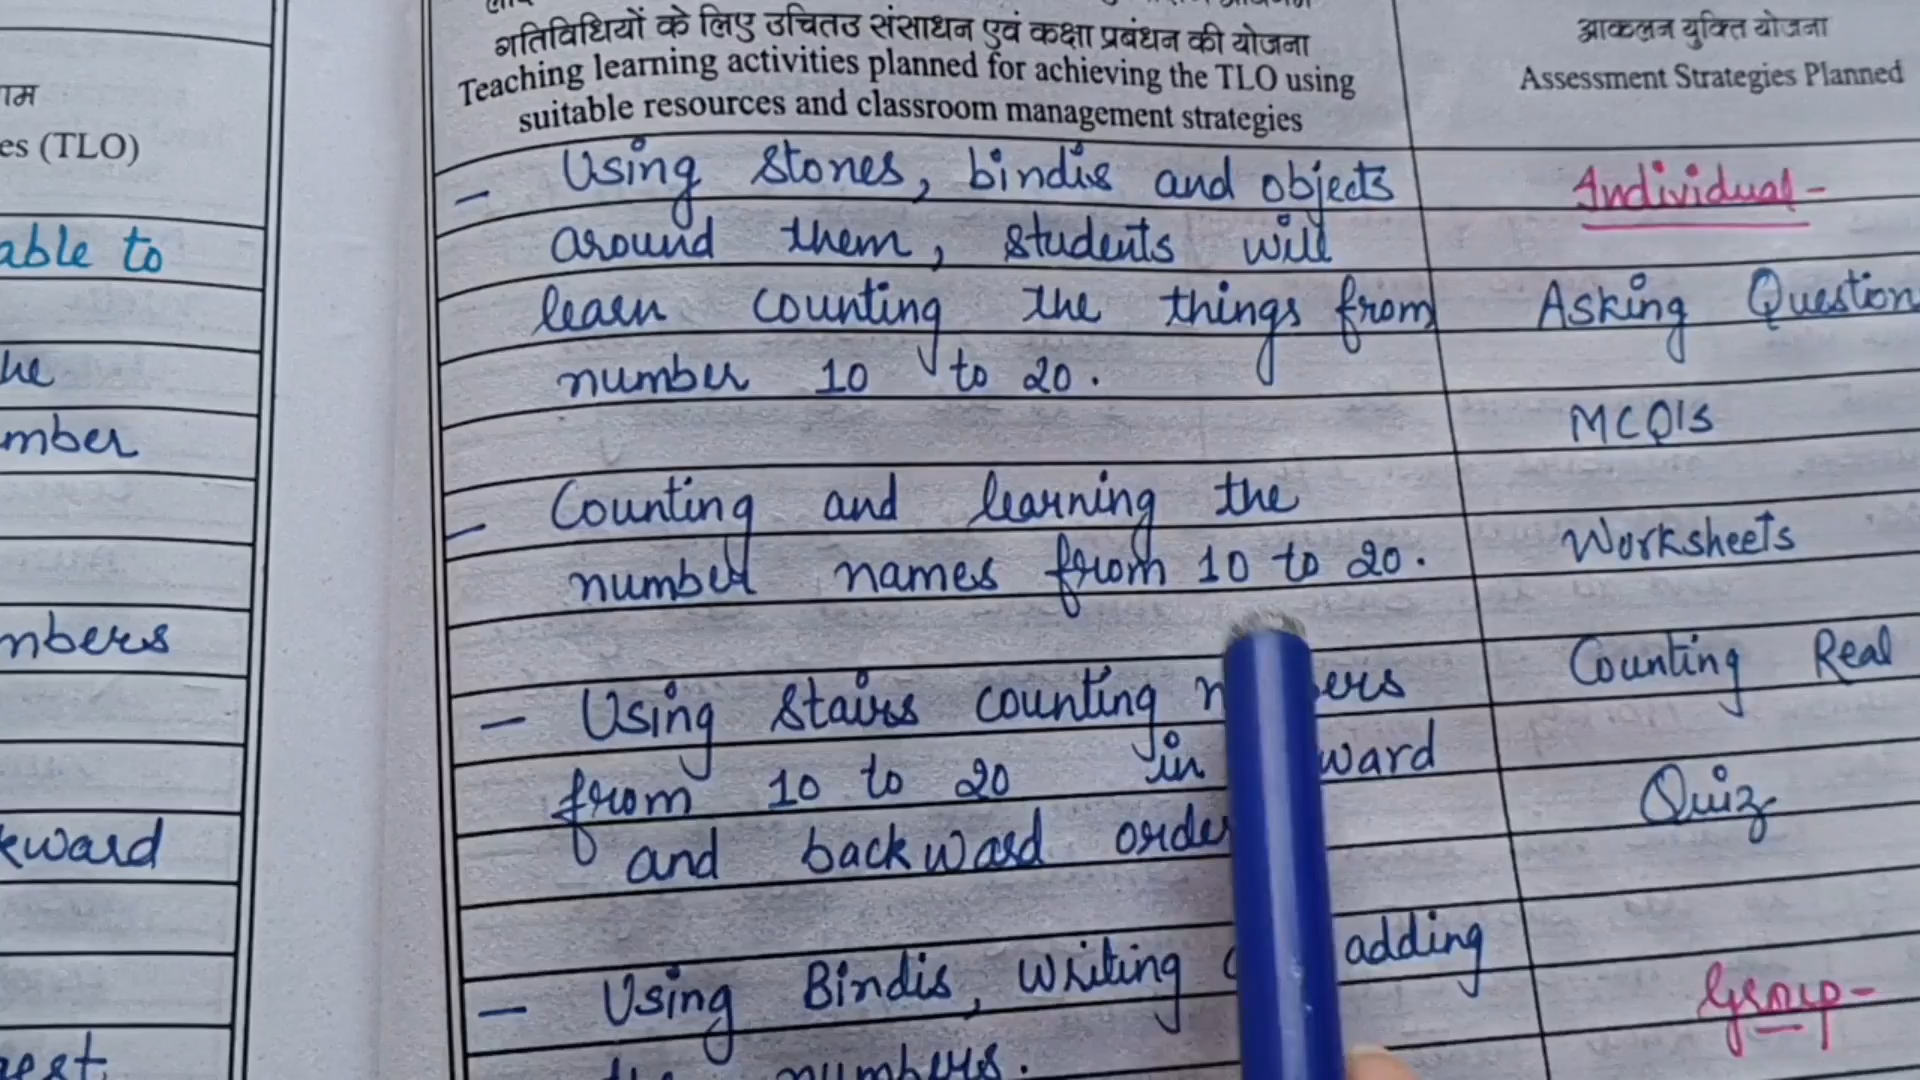 गतिविधियों के लिए उचितउ संसाधन एवं कक्षा प्रबंधन की योजना
Teaching learning activities planned for achieving the TLO using
suitable resources and classroom management strategies
आकलन युक्ति योजना
Assessment Strategies Planned
es (TLO)
able to
he
mber
mbers
kward
- Using stones, bindis and objects
around them, students will
learn counting the things from
number 10 to 20.
- Counting and learning the
number names from 10 to 20.
- Using stairs counting
from 10 to 20 in
and backward
- Using Bindis, writing adding
numbers.
Individual -
Asking Question
MCQ's
Worksheets
Counting Real
Quiz
Group -